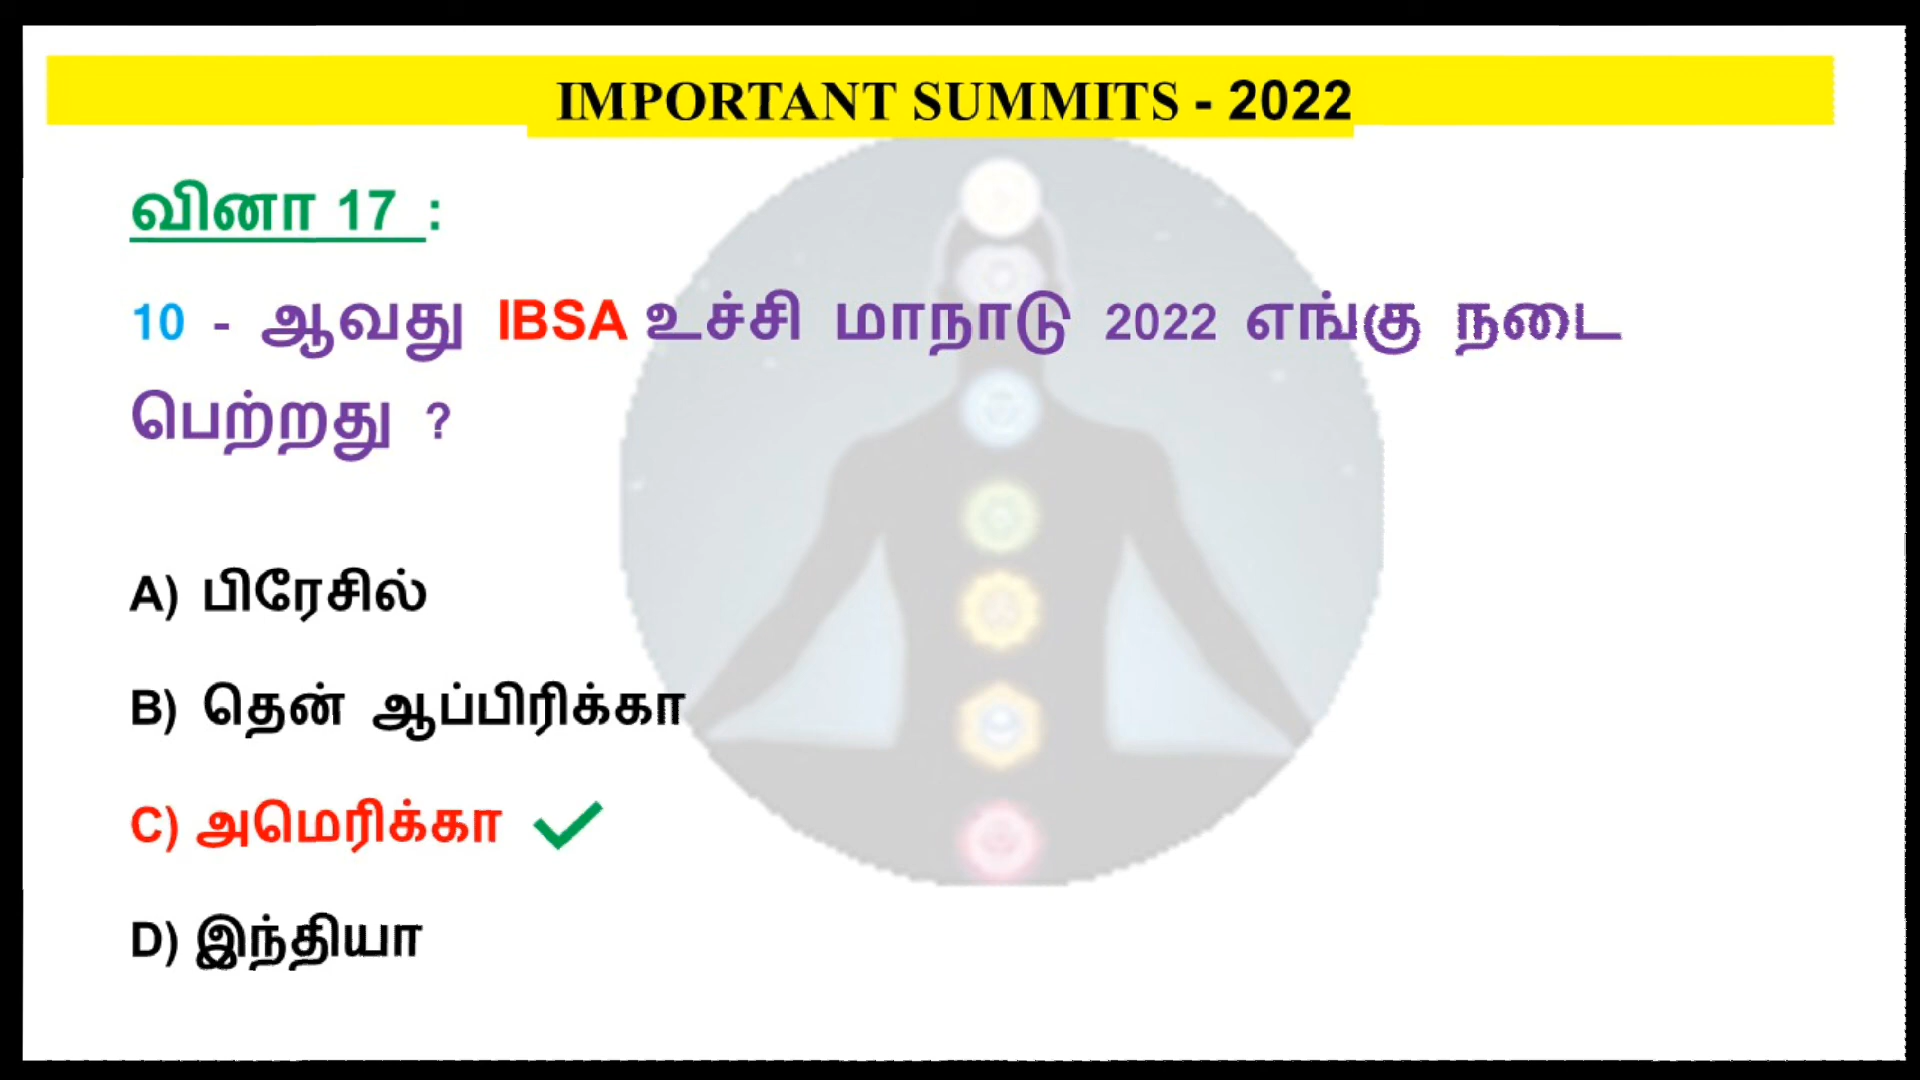 IMPORTANT SUMMITS - 2022
வினா 17 :
10 - ஆவது IBSA உச்சி மாநாடு 2022 எங்கு நடை
பெற்றது ?
A) பிரேசில்
B) தென் ஆப்பிரிக்கா
C) அமெரிக்கா
D) இந்தியா